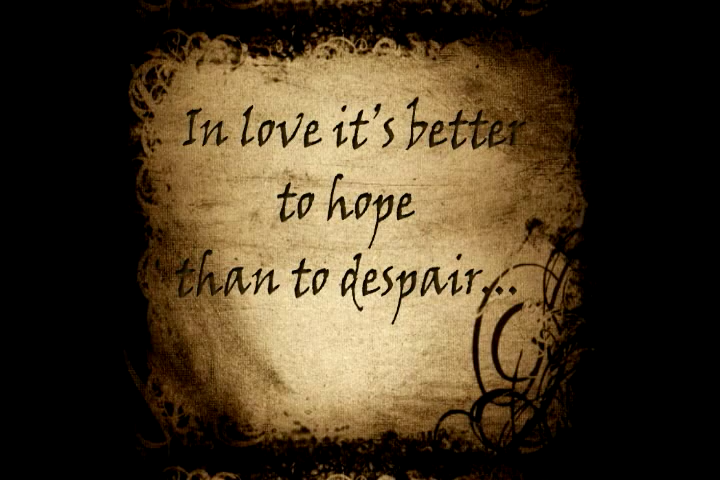 In love it's better
to hope
than to despair...